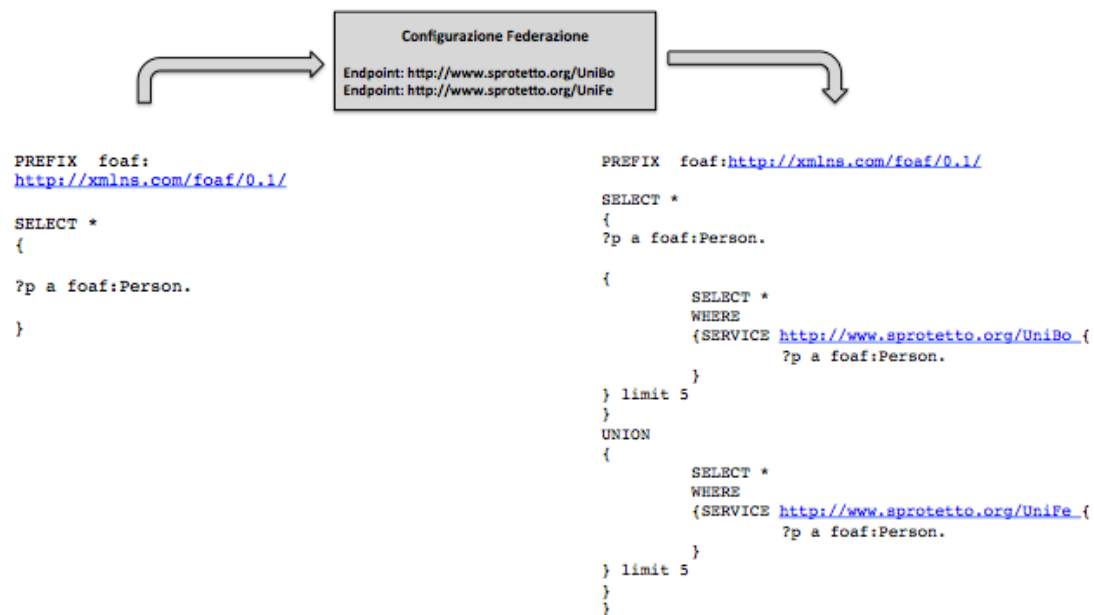 Configurazione Federazione
Endpoint: http://www.sprotetto.org/UniBo
Endpoint: http://www.sprotetto.org/UniFe
PREFIX foaf:
http://xmlns.com/foaf/0.1/
SELECT *
{
?p a foaf:Person.
}
PREFIX foaf:http://xmlns.com/foaf/0.1/
SELECT *
{
?p a foaf:Person.
{
SELECT *
WHERE
{SERVICE http://www.sprotetto.org/UniBo {
?p a foaf:Person.
}
} limit 5
}
UNION
{
SELECT *
WHERE
{SERVICE http://www.sprotetto.org/UniFe {
?p a foaf:Person.
}
} limit 5
}
}